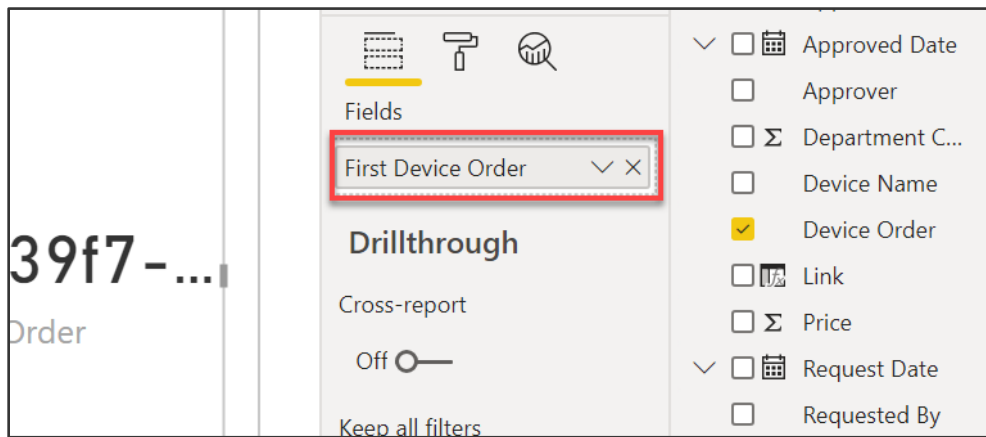 39f7-...
Order
Fields
First Device Order
Drillthrough
Cross-report
Off
Keep all filters
Approved Date
Approver
Σ Department C...
Device Name
Device Order
Link
Σ Price
Request Date
Requested By